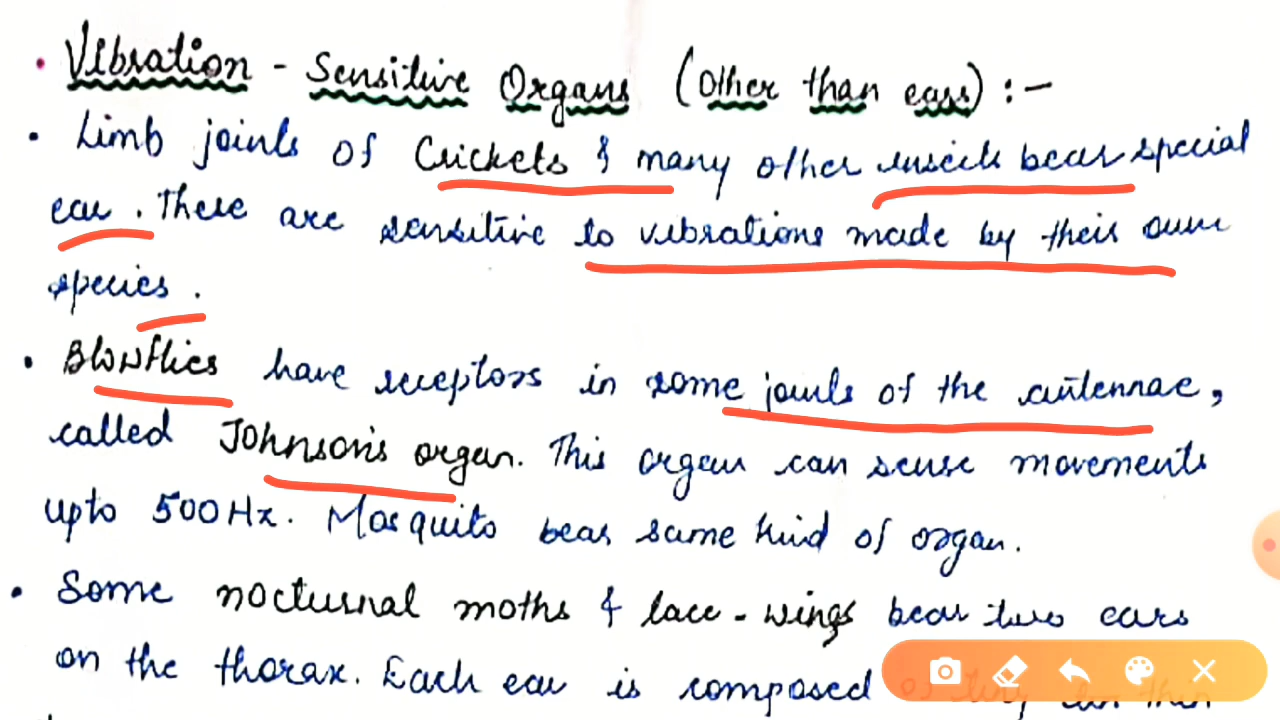 • Vibration - Sensitive Organs (Other than ears) :-
• Limb joints of Crickets & many other insects bear special
ear. These are sensitive to vibrations made by their own
species.
• Blowflies have receptors in some joints of the antennae,
called Johnson's organ. This organ can sense movements
upto 500Hz. Mosquito bear same kind of organ.
• Some nocturnal moths & lace-wings bear two ears
on the thorax. Each ear is composed of